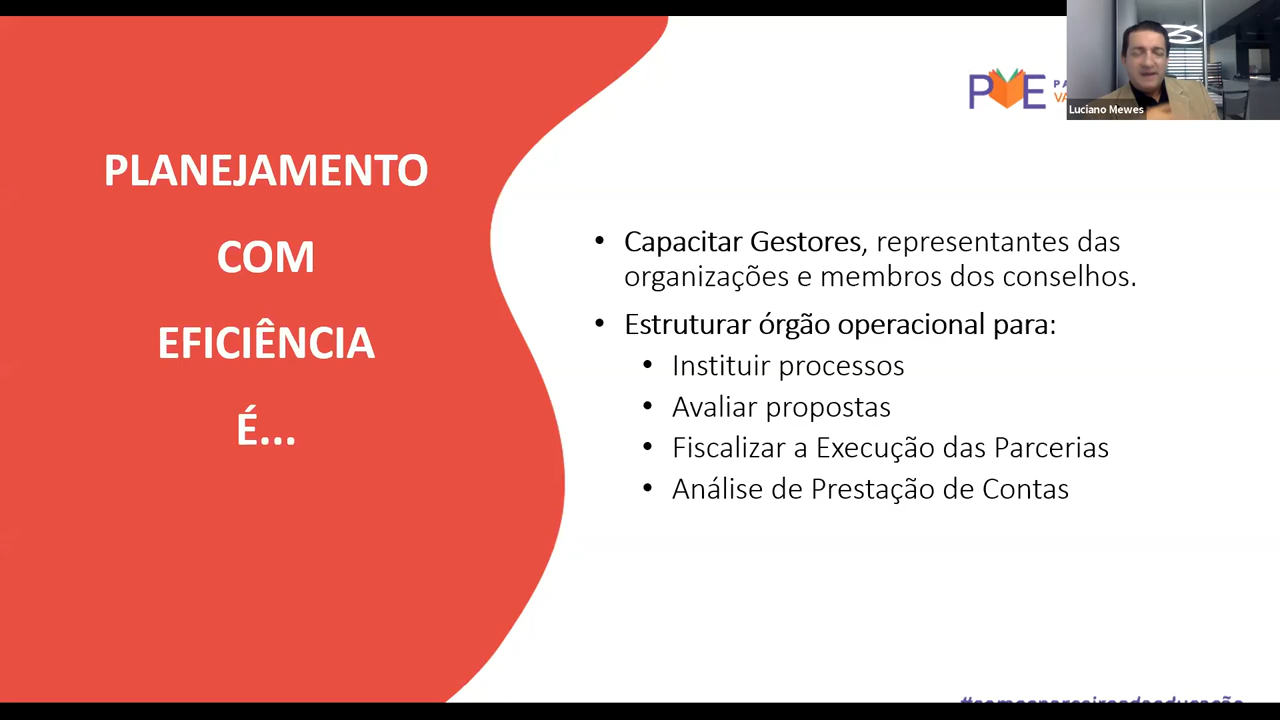 PLANEJAMENTO
COM
EFICIÊNCIA
É...
PVE
Luciano Mewes
• Capacitar Gestores, representantes das
organizações e membros dos conselhos.
• Estruturar órgão operacional para:
• Instituir processos
• Avaliar propostas
• Fiscalizar a Execução das Parcerias
• Análise de Prestação de Contas